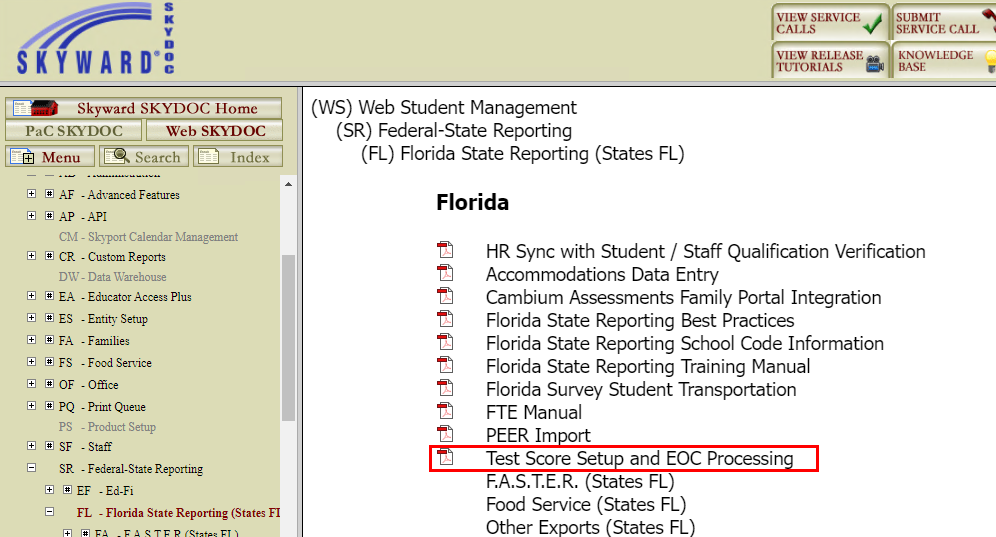 SKYWARD®
SKYDOC
VIEW SERVICE
CALLS
SUBMIT
SERVICE CALL
VIEW RELEASE
TUTORIALS
KNOWLEDGE
BASE
Skyward SKYDOC Home
PaC SKYDOC
Web SKYDOC
Menu
Search
Index
AF - Advanced Features
AP - API
CM - Skyport Calendar Management
CR - Custom Reports
DW - Data Warehouse
EA - Educator Access Plus
ES - Entity Setup
FA - Families
FS - Food Service
OF - Office
PQ - Print Queue
PS - Product Setup
SF - Staff
SR - Federal-State Reporting
EF - Ed-Fi
FL - Florida State Reporting (States Fl
FA - F.A.S.T.E.R (States FL)
(WS) Web Student Management
(SR) Federal-State Reporting
(FL) Florida State Reporting (States FL)
Florida
HR Sync with Student / Staff Qualification Verification
Accommodations Data Entry
Cambium Assessments Family Portal Integration
Florida State Reporting Best Practices
Florida State Reporting School Code Information
Florida State Reporting Training Manual
Florida Survey Student Transportation
FTE Manual
PEER Import
Test Score Setup and EOC Processing
F.A.S.T.E.R. (States FL)
Food Service (States FL)
Other Exports (States FL)